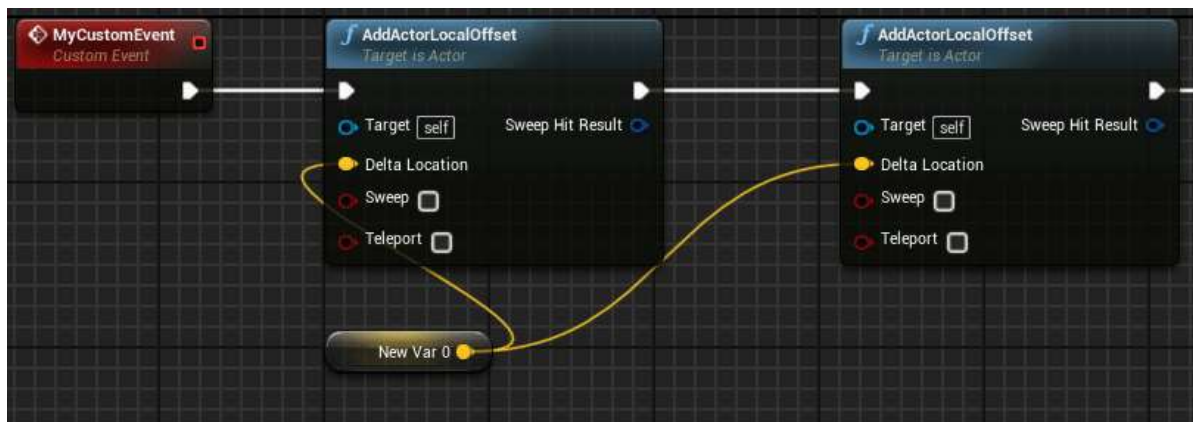 MyCustomEvent
Custom Event
AddActorLocalOffset
Target is Actor
Target self Sweep Hit Result
Delta Location
Sweep
Teleport
AddActorLocalOffset
Target is Actor
Target self Sweep Hit Result
Delta Location
Sweep
Teleport
New Var 0